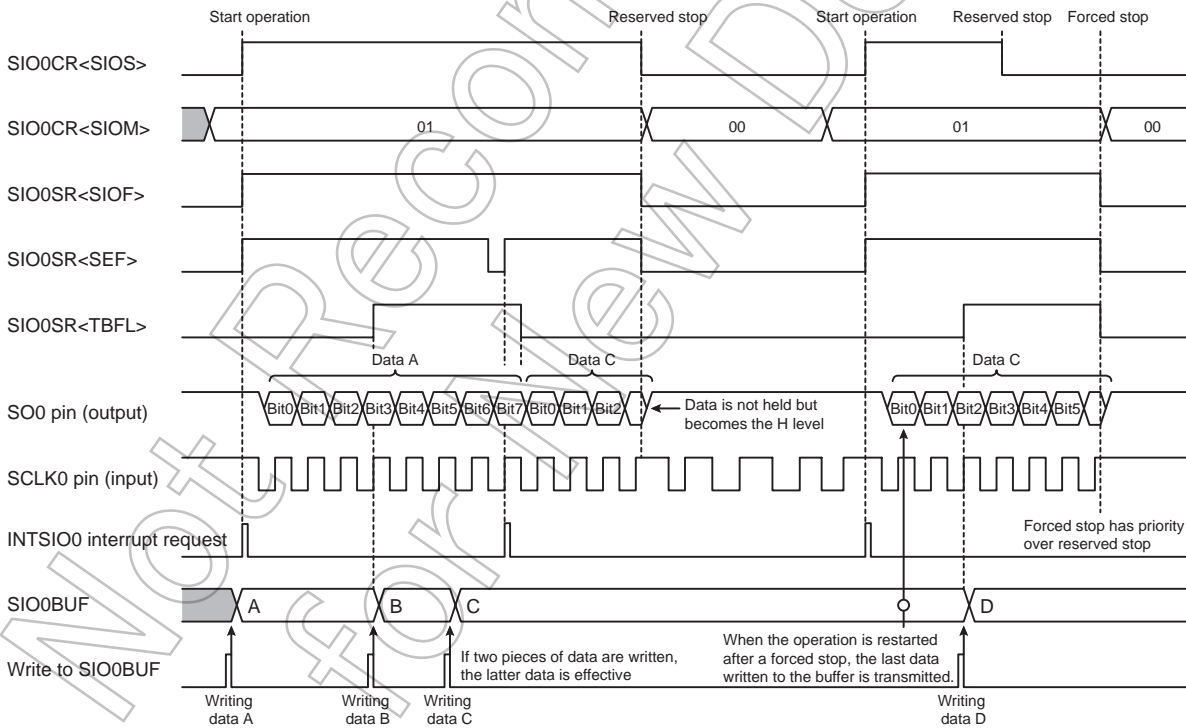 Start operation Reserved stop Start operation Reserved stop Forced stop
SIO0CR<SIOS>
SIO0CR<SIOM> 01 00 01 00
SIO0SR<SIOF>
SIO0SR<SEF>
SIO0SR<TBFL>
Data A Data C Data C
SO0 pin (output) Bit0 Bit1 Bit2 Bit3 Bit4 Bit5 Bit6 Bit7 Bit0 Bit1 Bit2 Bit0 Bit1 Bit2 Bit3 Bit4 Bit5
Data is not held but
becomes the H level
SCLK0 pin (input)
INTSIO0 interrupt request
Forced stop has priority
over reserved stop
SIO0BUF A B C D
Write to SIO0BUF
If two pieces of data are written,
the latter data is effective
When the operation is restarted
after a forced stop, the last data
written to the buffer is transmitted.
Writing
data A
Writing
data B
Writing
data C
Writing
data D
Not Recom
for New D